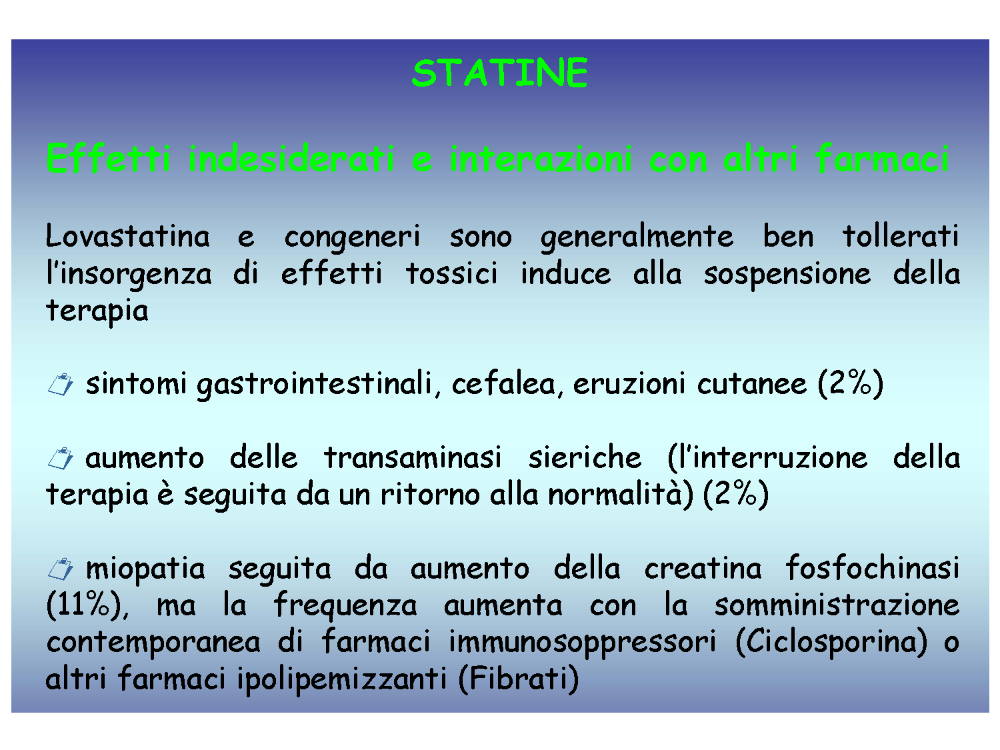 STATINE
Effetti indesiderati e interazioni con altri farmaci
Lovastatina e congeneri sono generalmente ben tollerati
l’insorgenza di effetti tossici induce alla sospensione della
terapia
sintomi gastrointestinali, cefalea, eruzioni cutanee (2%)
aumento delle transaminasi sieriche (l’interruzione della
terapia è seguita da un ritorno alla normalità) (2%)
miopatia seguita da aumento della creatina fosfochinasi
(11%), ma la frequenza aumenta con la somministrazione
contemporanea di farmaci immunosoppressori (Ciclosporina) o
altri farmaci ipolipemizzanti (Fibrati)